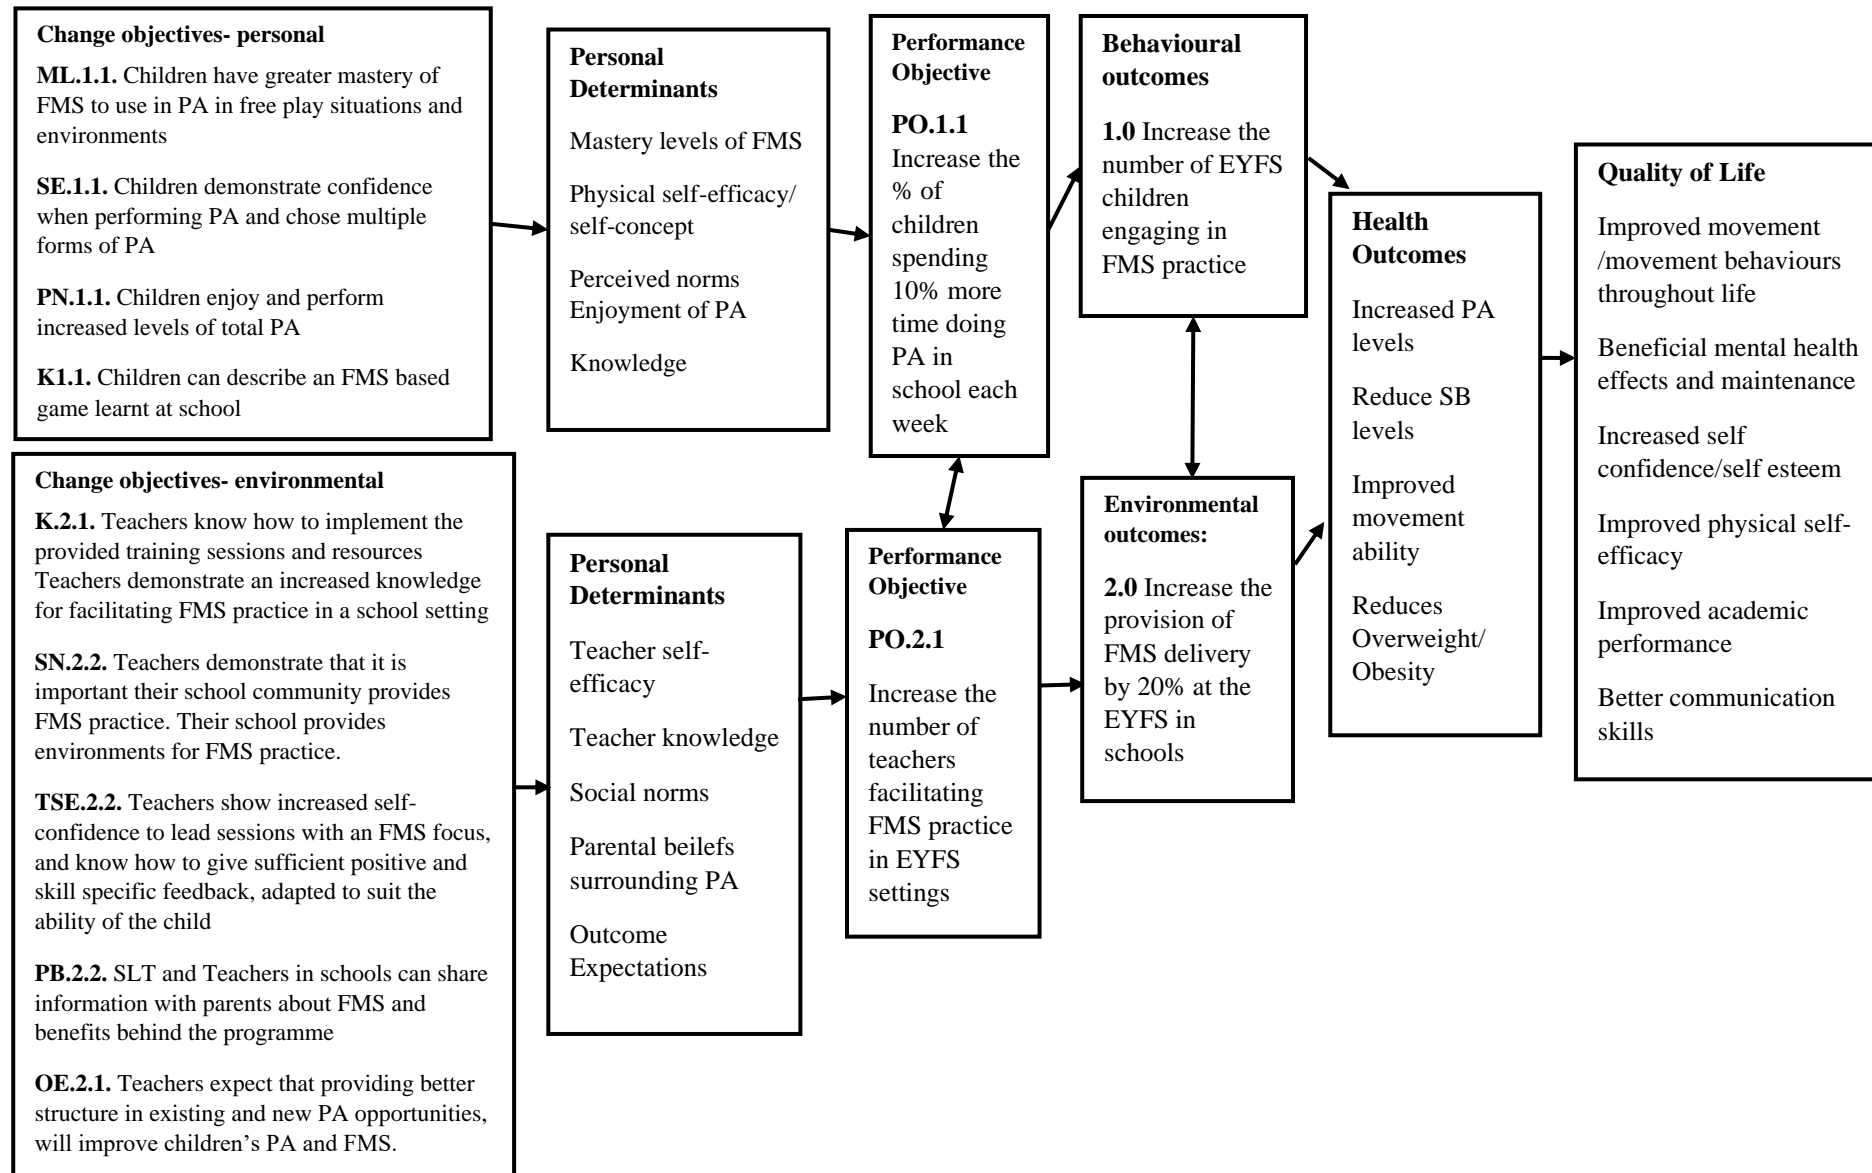 Change objectives- personal
ML.1.1. Children have greater mastery of
FMS to use in PA in free play situations and
environments
SE.1.1. Children demonstrate confidence
when performing PA and chose multiple
forms of PA
PN.1.1. Children enjoy and perform
increased levels of total PA
K1.1. Children can describe an FMS based
game learnt at school
Personal
Determinants
Mastery levels of FMS
Physical self-efficacy/
self-concept
Perceived norms
Enjoyment of PA
Knowledge
Performance
Objective
PO.1.1
Increase the
% of
children
spending
10% more
time doing
PA in
school each
week
Behavioural
outcomes
1.0 Increase the
number of EYFS
children
engaging in
FMS practice
Change objectives- environmental
K.2.1. Teachers know how to implement the
provided training sessions and resources
Teachers demonstrate an increased knowledge
for facilitating FMS practice in a school setting
SN.2.2. Teachers demonstrate that it is
important their school community provides
FMS practice. Their school provides
environments for FMS practice.
TSE.2.2. Teachers show increased self-
confidence to lead sessions with an FMS focus,
and know how to give sufficient positive and
skill specific feedback, adapted to suit the
ability of the child
PB.2.2. SLT and Teachers in schools can share
information with parents about FMS and
benefits behind the programme
OE.2.1. Teachers expect that providing better
structure in existing and new PA opportunities,
will improve children's PA and FMS.
Personal
Determinants
Teacher self-
efficacy
Teacher knowledge
Social norms
Parental beilefs
surrounding PA
Outcome
Expectations
Performance
Objective
PO.2.1
Increase the
number of
teachers
facilitating
FMS practice
in EYFS
settings
Environmental
outcomes:
2.0 Increase the
provision of
FMS delivery
by 20% at the
EYFS in
schools
Health
Outcomes
Increased PA
levels
Reduce SB
levels
Improved
movement
ability
Reduces
Overweight/
Obesity
Quality of Life
Improved movement
/movement behaviours
throughout life
Beneficial mental health
effects and maintenance
Increased self
confidence/self esteem
Improved physical self-
efficacy
Improved academic
performance
Better communication
skills